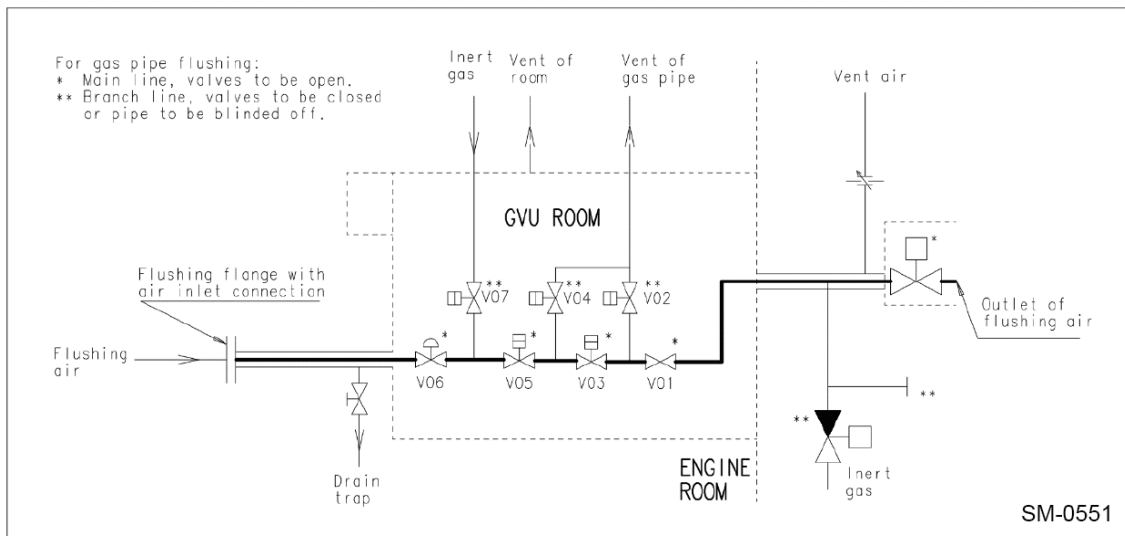 For gas pipe flushing:
* Main line, valves to be open.
** Branch line, valves to be closed
or pipe to be blinded off.
Inert
gas
Vent of
room
Vent of
gas pipe
Vent air
GVU ROOM
Flushing flange with
air inlet connection
**
V07
**
V04
**
V02
*
Outlet of
flushing air
Flushing
air
*
V06
*
V05
*
V03
*
V01
**
**
Drain
trap
ENGINE
ROOM
Inert
gas
SM-0551